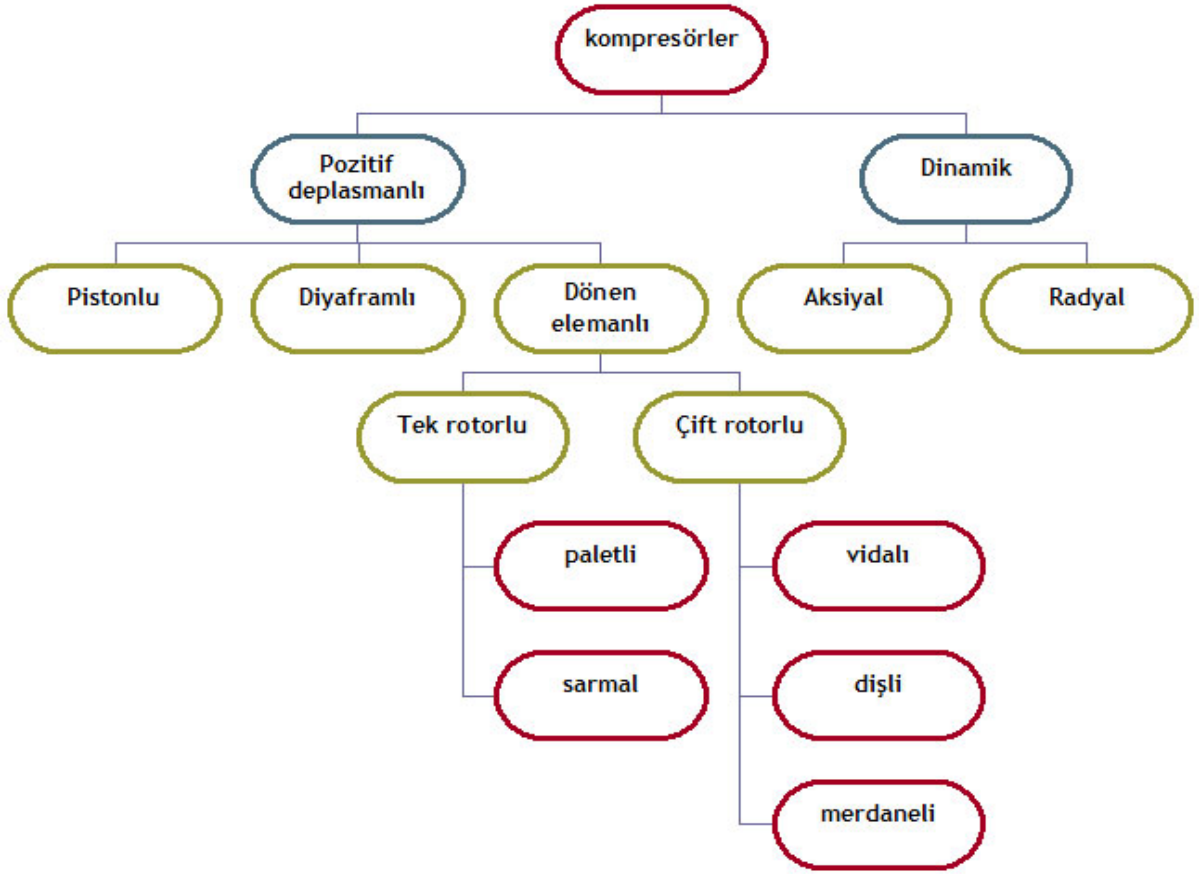 kompresörler
Pozitif
deplasmanlı
Dinamik
Pistonlu
Diyaframlı
Dönen
elemanlı
Aksiyal
Radyal
Tek rotorlu
Çift rotorlu
paletli
vidalı
sarmal
dişli
merdaneli